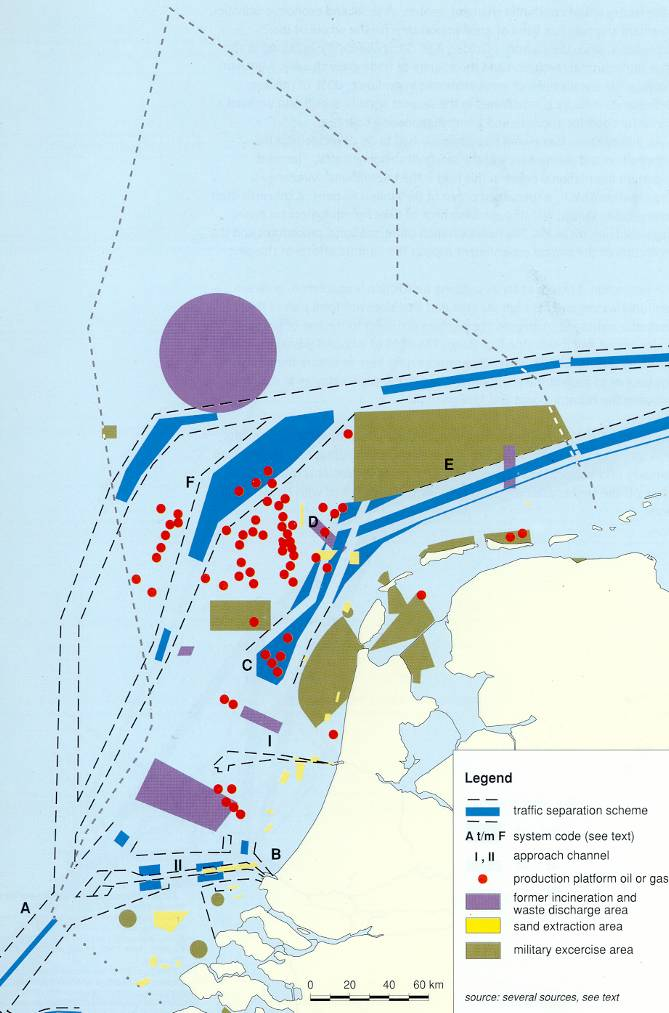 E
F
D
C
I
II
B
A
Legend
traffic separation scheme
A t/m F system code (see text)
I , II approach channel
production platform oil or gas
former incineration and
waste discharge area
sand extraction area
military excercise area
0 20 40 60 km
source: several sources, see text